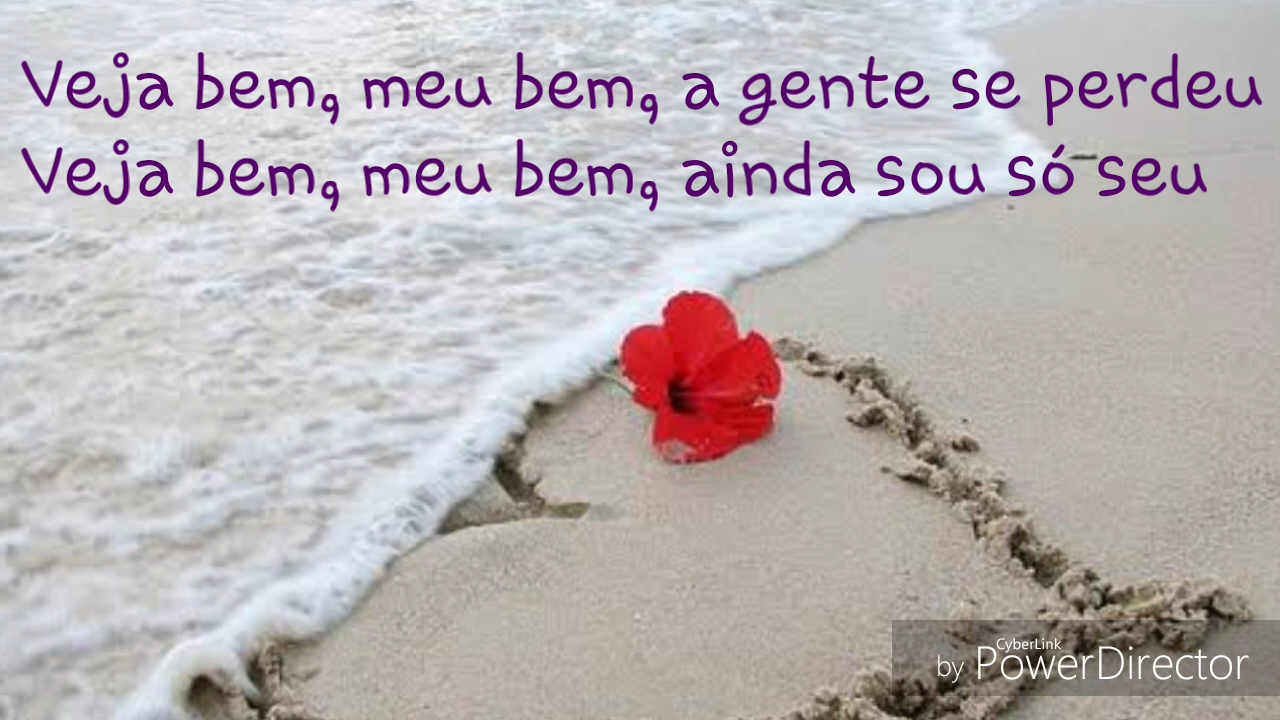 Veja bem, meu bem, a gente se perdeu
Veja bem, meu bem, ainda sou só seu
CyberLink
by PowerDirector